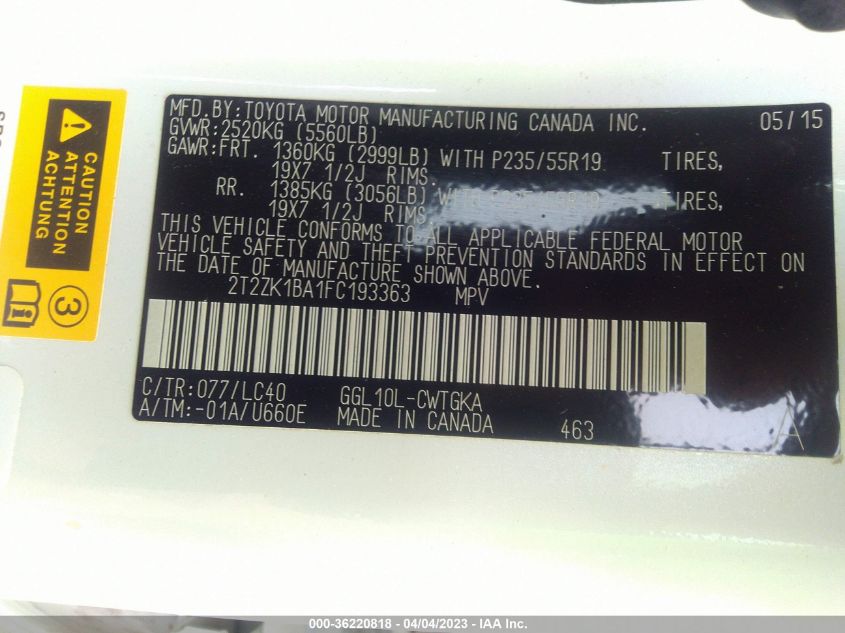 MFD. BY: TOYOTA MOTOR MANUFACTURING CANADA INC. 05/15
GVWR: 2520KG (5560LB)
GAWR: FRT. 1360KG (2999LB) WITH P235/55R19 TIRES,
19X7 1/2J RIMS.
RR. 1385KG (3056LB) WITH P235/55R19 TIRES,
19X7 1/2J RIMS.
THIS VEHICLE CONFORMS TO ALL APPLICABLE FEDERAL MOTOR
VEHICLE SAFETY AND THEFT PREVENTION STANDARDS IN EFFECT ON
THE DATE OF MANUFACTURE SHOWN ABOVE.
2T2ZK1BA1FC193363 MPV
C/TR: 077/LC40 GGL10L-CWTGKA
A/TM: -01A/U660E MADE IN CANADA 463
A
3
000-36220818 - 04/04/2023 - IAA Inc.